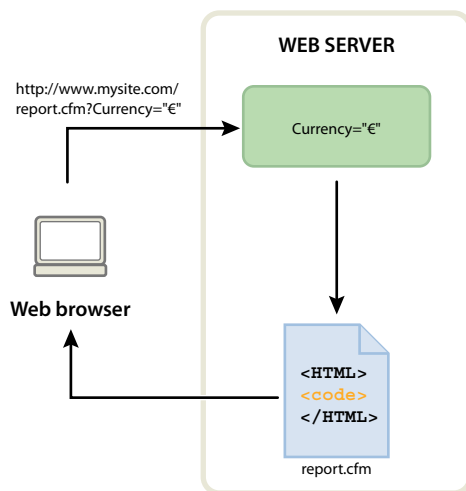 WEB SERVER
http://www.mysite.com/
report.cfm?Currency="€"
Currency="€"
Web browser
<HTML>
<code>
</HTML>
report.cfm